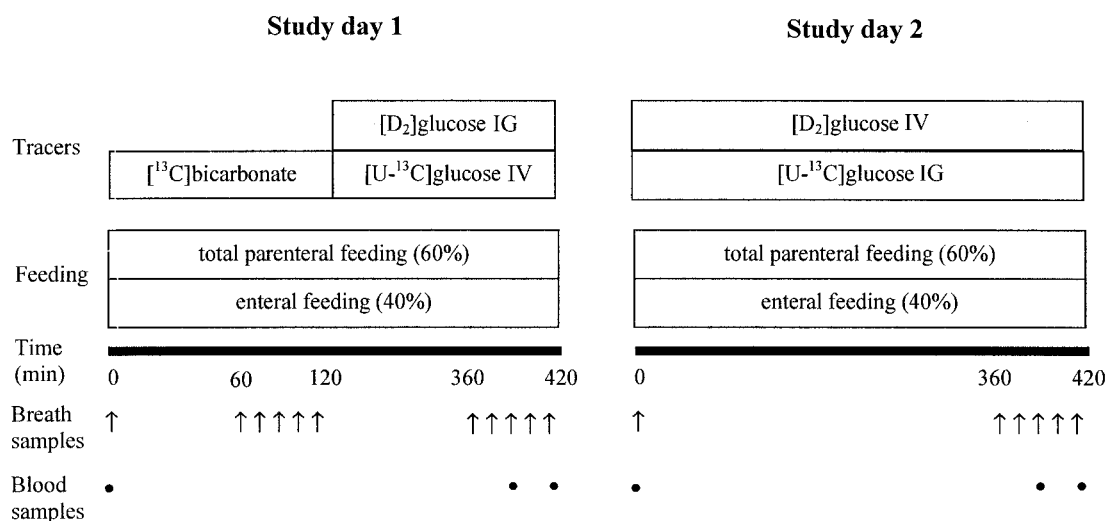 Study day 1
Study day 2
Tracers
[D₂]glucose IG
[¹³C]bicarbonate
[U-¹³C]glucose IV
[D₂]glucose IV
[U-¹³C]glucose IG
Feeding
total parenteral feeding (60%)
enteral feeding (40%)
total parenteral feeding (60%)
enteral feeding (40%)
Time
(min)
0 60 120 360 420
0 360 420
Breath
samples
Blood
samples